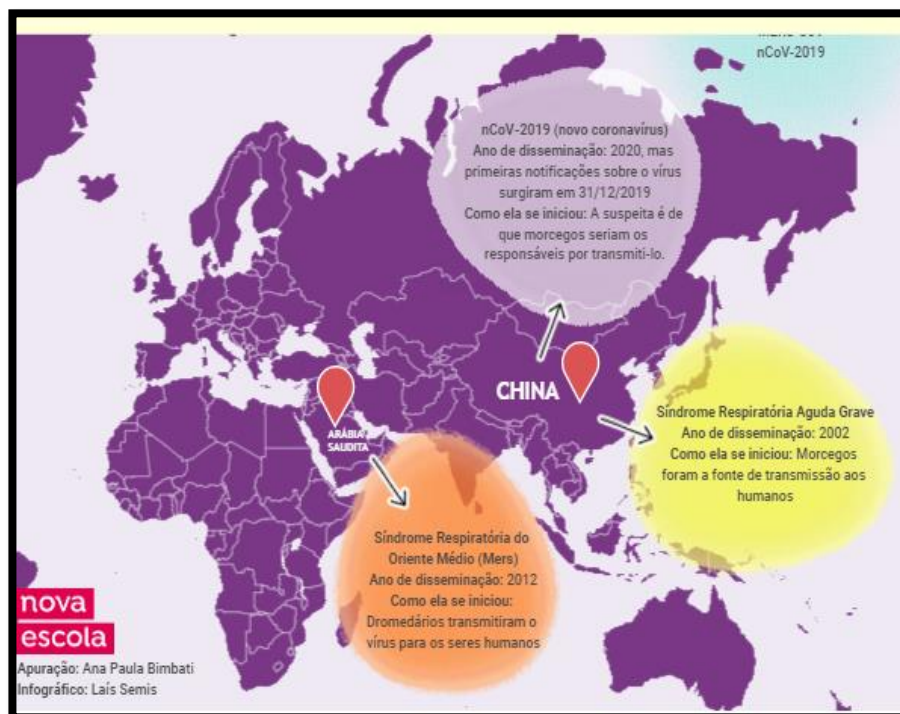 nCoV-2019
nCoV-2019 (novo coronavírus)
Ano de disseminação: 2020, mas
primeiras notificações sobre o vírus
surgiram em 31/12/2019
Como ela se iniciou: A suspeita é de
que morcegos seriam os
responsáveis por transmiti-lo.
CHINA
Síndrome Respiratória Aguda Grave
Ano de disseminação: 2002
Como ela se iniciou: Morcegos
foram a fonte de transmissão aos
humanos
ARÁBIA
SAUDITA
Síndrome Respiratória do
Oriente Médio (Mers)
Ano de disseminação: 2012
Como ela se iniciou:
Dromedários transmitiram o
vírus para os seres humanos
nova
escola
Apuração: Ana Paula Bimbati
Infográfico: Laís Semis